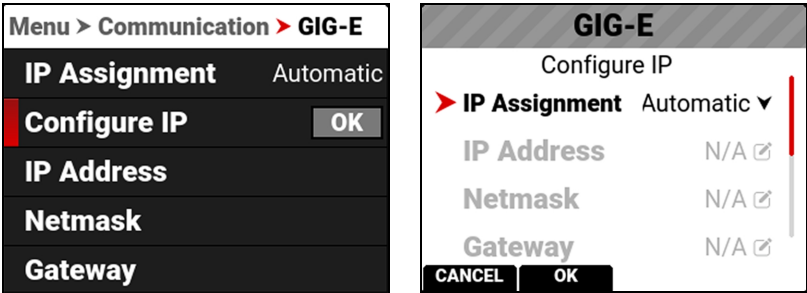 Menu > Communication > GIG-E
IP Assignment Automatic
Configure IP OK
IP Address
Netmask
Gateway
GIG-E
Configure IP
IP Assignment Automatic
IP Address N/A
Netmask N/A
Gateway N/A
CANCEL OK